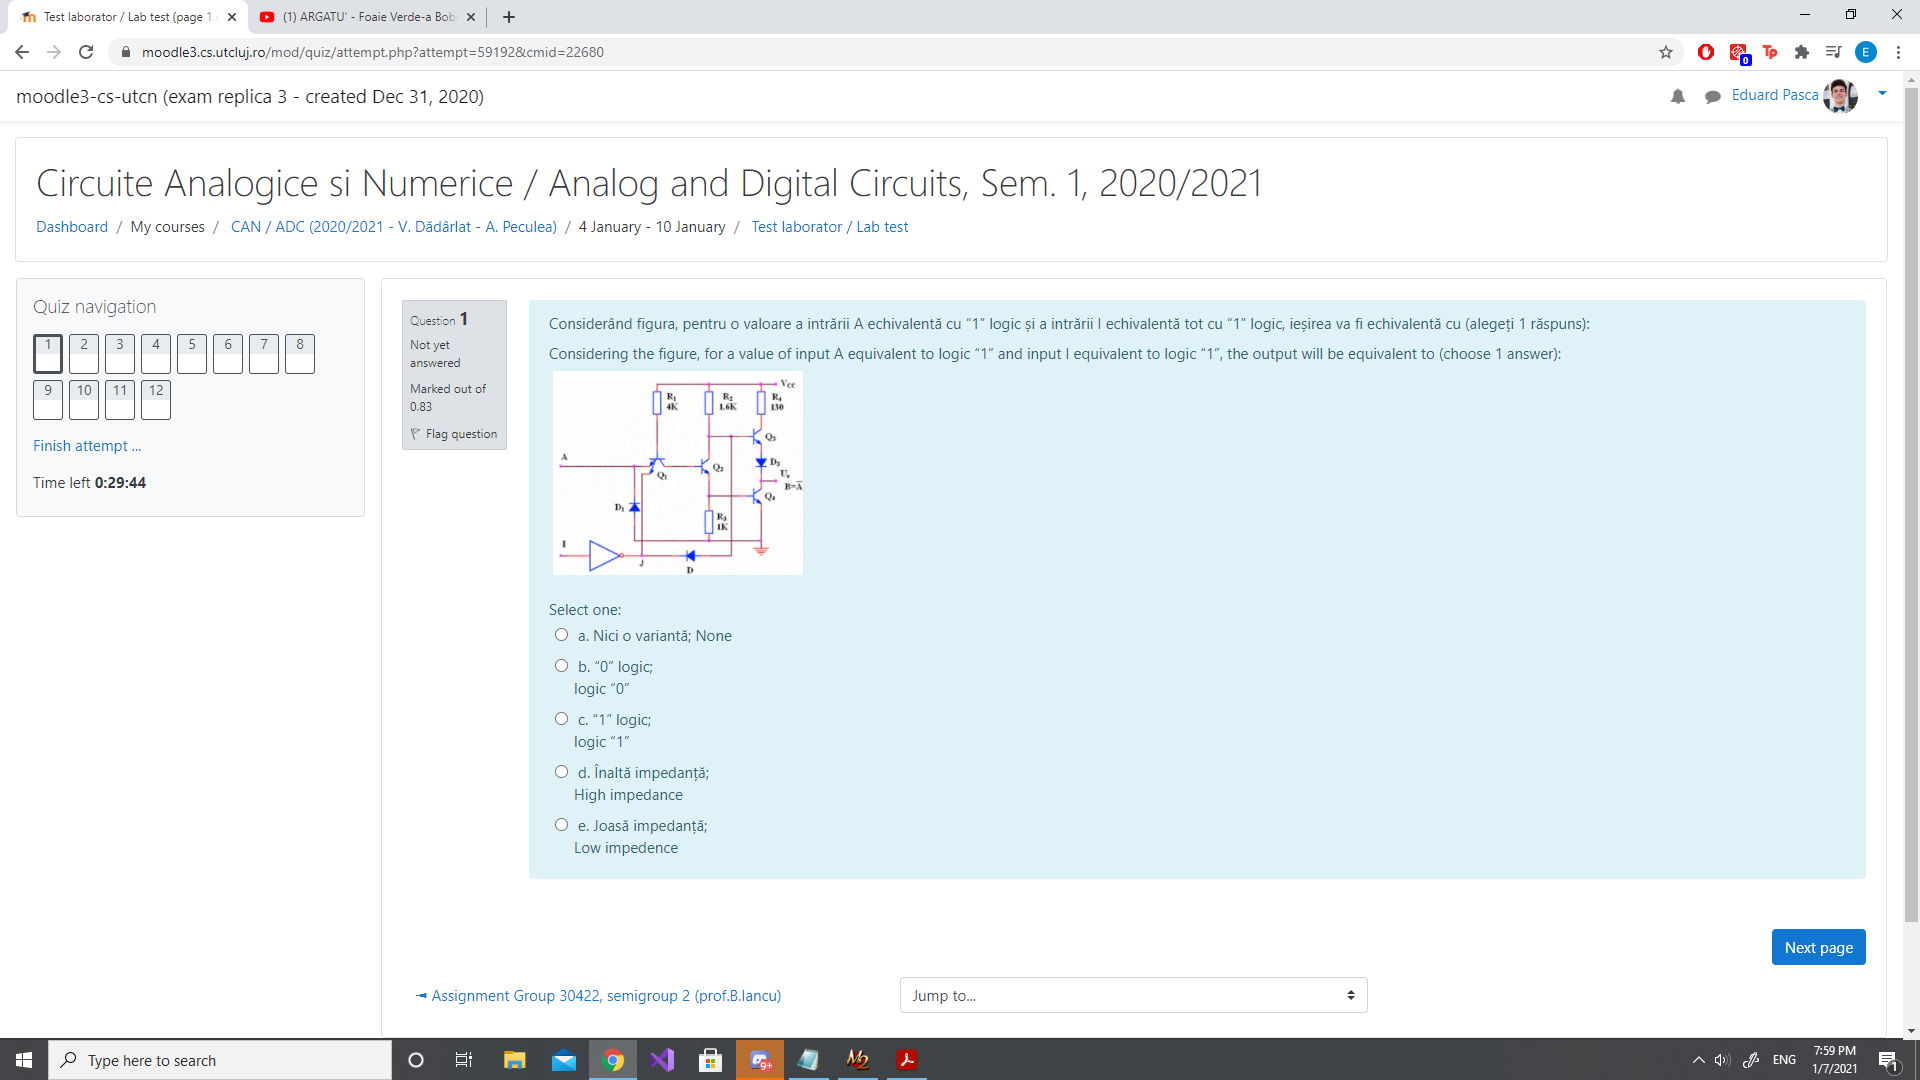 Test laborator / Lab test (page 1
(1) ARGATU' - Foaie Verde-a Bob
moodle3.cs.utcluj.ro/mod/quiz/attempt.php?attempt=59192&cmid=22680
0
Tp
E
moodle3-cs-utcn (exam replica 3 - created Dec 31, 2020)
Eduard Pasca
Circuite Analogice si Numerice / Analog and Digital Circuits, Sem. 1, 2020/2021
Dashboard / My courses / CAN / ADC (2020/2021 - V. Dădârlat - A. Peculea) / 4 January - 10 January / Test laborator / Lab test
Quiz navigation
1 2 3 4 5 6 7 8
9 10 11 12
Finish attempt ...
Time left 0:29:44
Question 1
Not yet
answered
Marked out of
0.83
Flag question
Considerând figura, pentru o valoare a intrării A echivalentă cu “1” logic și a intrării I echivalentă tot cu “1” logic, ieșirea va fi echivalentă cu (alegeți 1 răspuns):
Considering the figure, for a value of input A equivalent to logic “1” and input I equivalent to logic “1”, the output will be equivalent to (choose 1 answer):
Vcc
R1
4K
R2
1.6K
R4
130
Q3
A
Q1
Q2
D2
U
B=A̅
Q4
D1
R3
1K
I
J
D
Select one:
a. Nici o variantă; None
b. “0” logic;
logic “0”
c. “1” logic;
logic “1”
d. Înaltă impedanță;
High impedance
e. Joasă impedanță;
Low impedence
Next page
◄ Assignment Group 30422, semigroup 2 (prof.B.Iancu)
Jump to...
Type here to search
9+
ENG
7:59 PM
1/7/2021
1